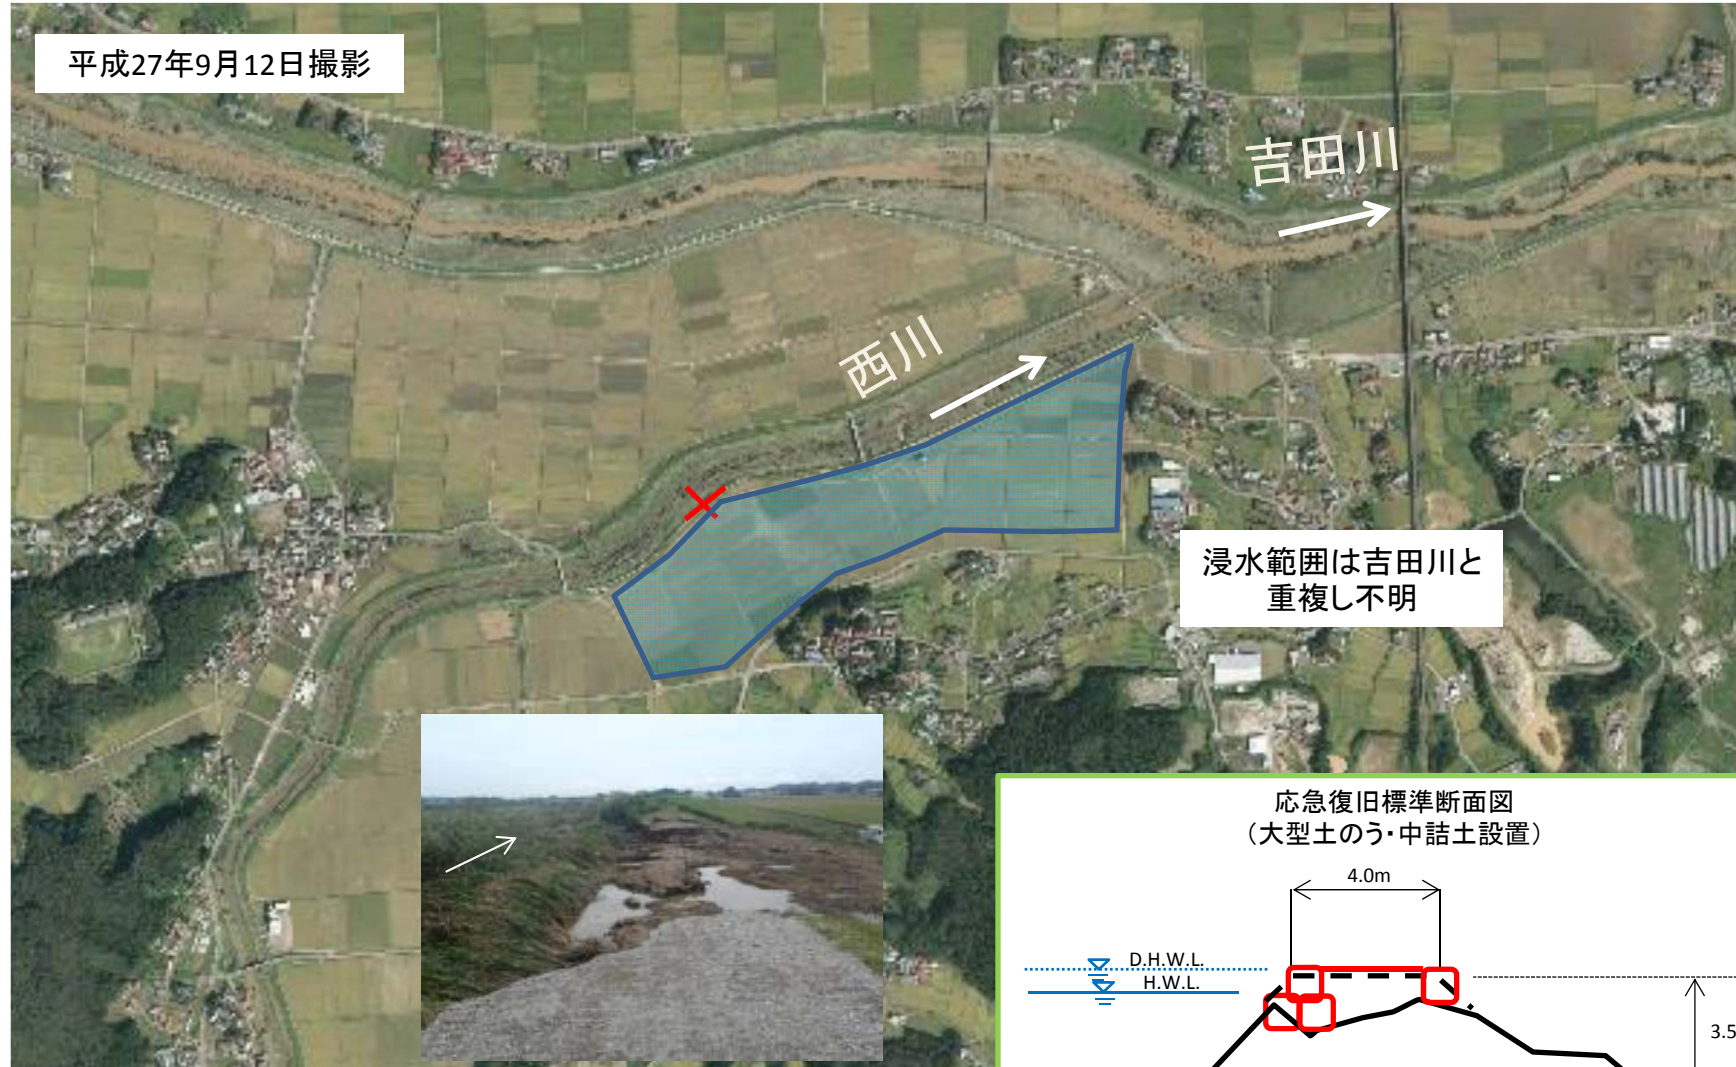 平成27年9月12日撮影
吉田川
西川
浸水範囲は吉田川と
重複し不明
応急復旧標準断面図
（大型土のう・中詰土設置）
4.0m
D.H.W.L.
H.W.L.
3.5